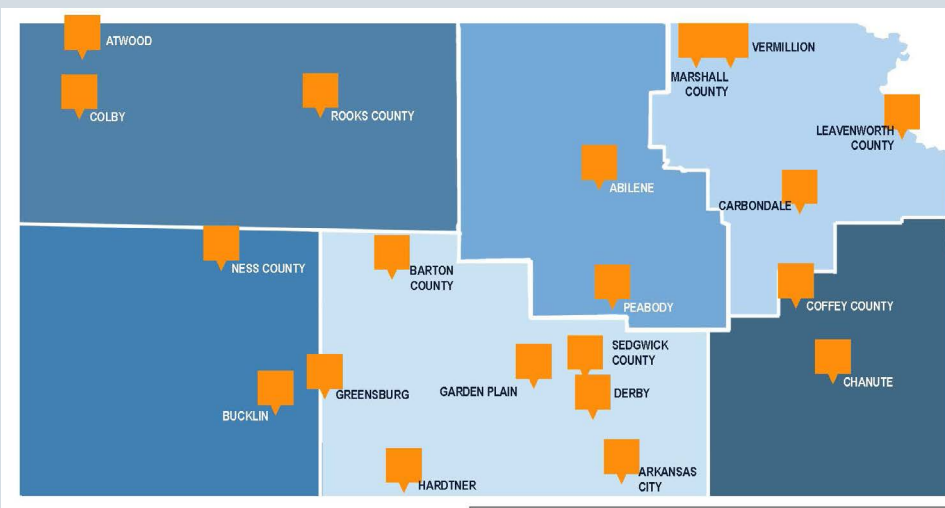 ATWOOD
VERMILLION
MARSHALL
COUNTY
COLBY
ROOKS COUNTY
LEAVENWORTH
COUNTY
ABILENE
CARBONDALE
NESS COUNTY
BARTON
COUNTY
PEABODY
COFFEY COUNTY
SEDGWICK
COUNTY
GARDEN PLAIN
GREENSBURG
DERBY
CHANUTE
BUCKLIN
HARDTNER
ARKANSAS
CITY